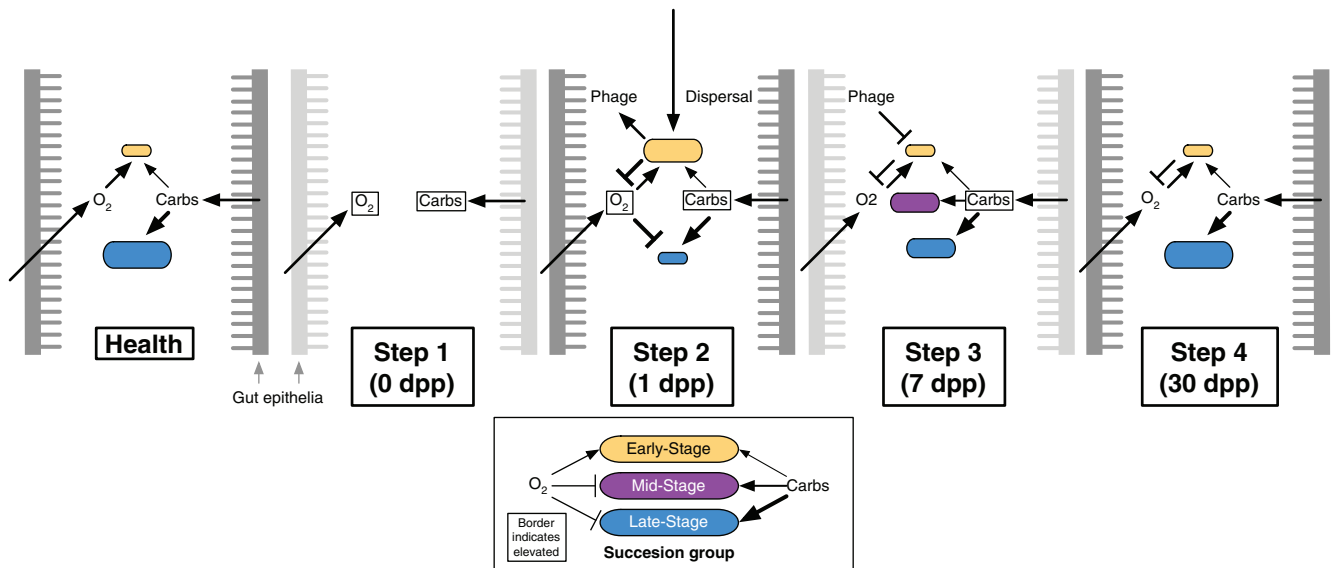 O₂
Carbs
Health
Gut epithelia
O₂
Carbs
Step 1
(0 dpp)
Phage
Dispersal
O₂
Carbs
Step 2
(1 dpp)
Phage
O2
Carbs
Step 3
(7 dpp)
O₂
Carbs
Step 4
(30 dpp)
Early-Stage
O₂
Mid-Stage
Carbs
Late-Stage
Border
indicates
elevated
Succesion group